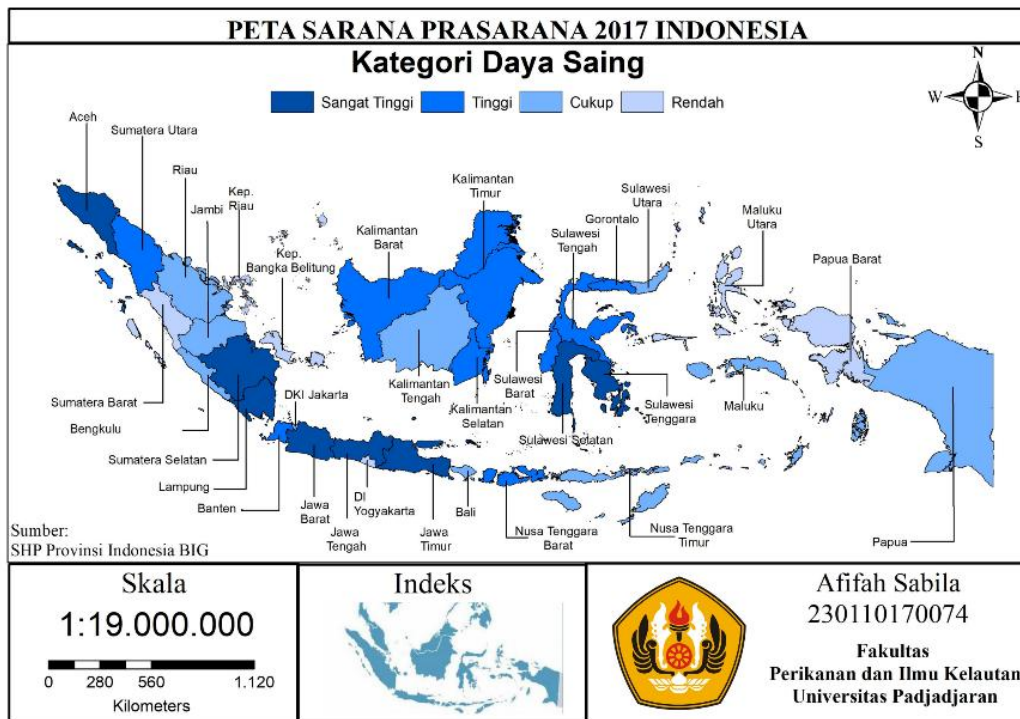 PETA SARANA PRASARANA 2017 INDONESIA
Kategori Daya Saing
Sangat Tinggi
Tinggi
Cukup
Rendah
N
W
E
S
Aceh
Sumatera Utara
Riau
Jambi
Kep.
Riau
Kep.
Bangka Belitung
Kalimantan
Barat
Kalimantan
Timur
Sulawesi
Tengah
Gorontalo
Sulawesi
Utara
Maluku
Utara
Papua Barat
Sumatera Barat
Bengkulu
Sumatera Selatan
Lampung
Banten
DKI Jakarta
Jawa
Barat
Jawa
Tengah
DI
Yogyakarta
Jawa
Timur
Bali
Kalimantan
Tengah
Kalimantan
Selatan
Sulawesi
Barat
Sulawesi Selatan
Sulawesi
Tenggara
Maluku
Nusa Tenggara
Barat
Nusa Tenggara
Timur
Papua
Sumber:
SHP Provinsi Indonesia BIG
Skala
1:19.000.000
0 280 560 1.120
Kilometers
Indeks
Afifah Sabila
230110170074
Fakultas
Perikanan dan Ilmu Kelautan
Universitas Padjadjaran